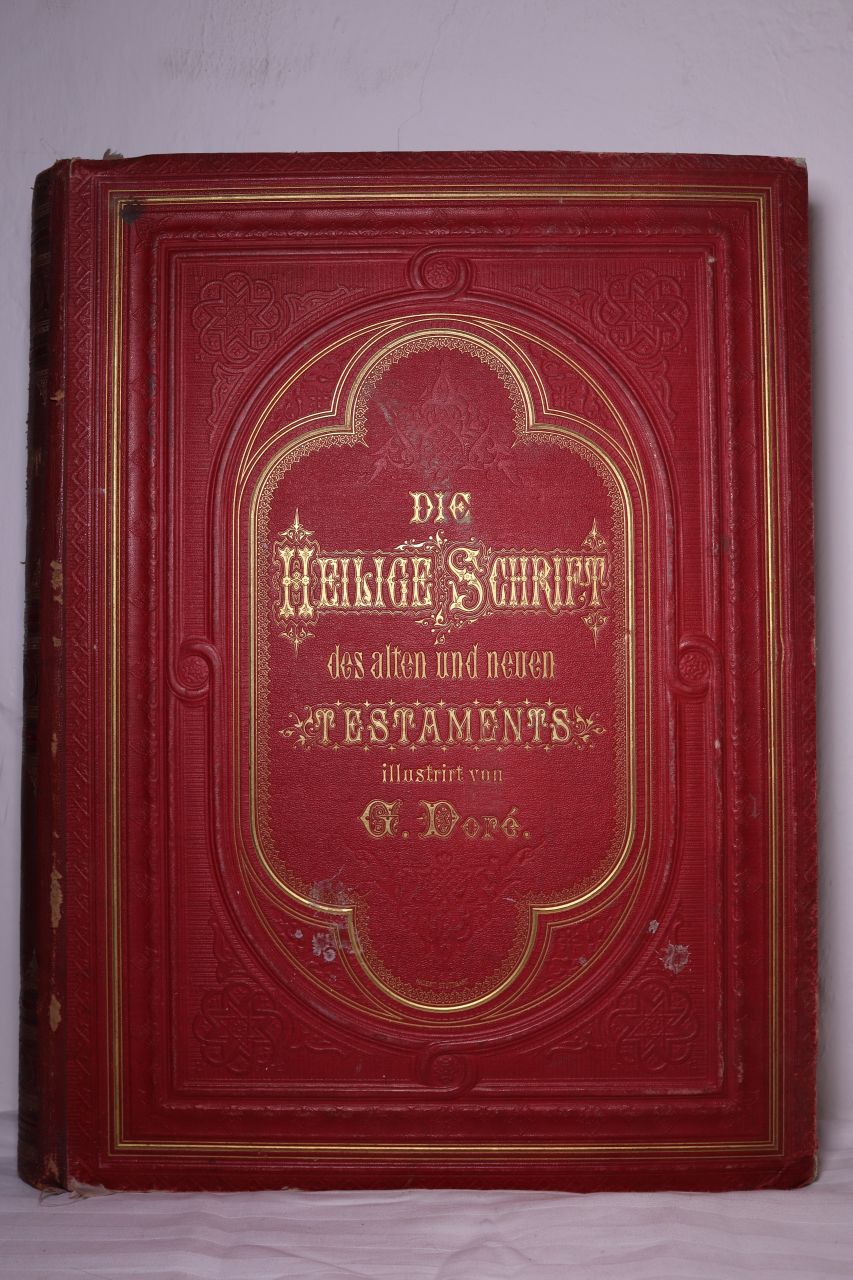 DIE
HEILIGE SCHRIFT
des alten und neuen
TESTAMENTS
illustrirt von
G. Doré.